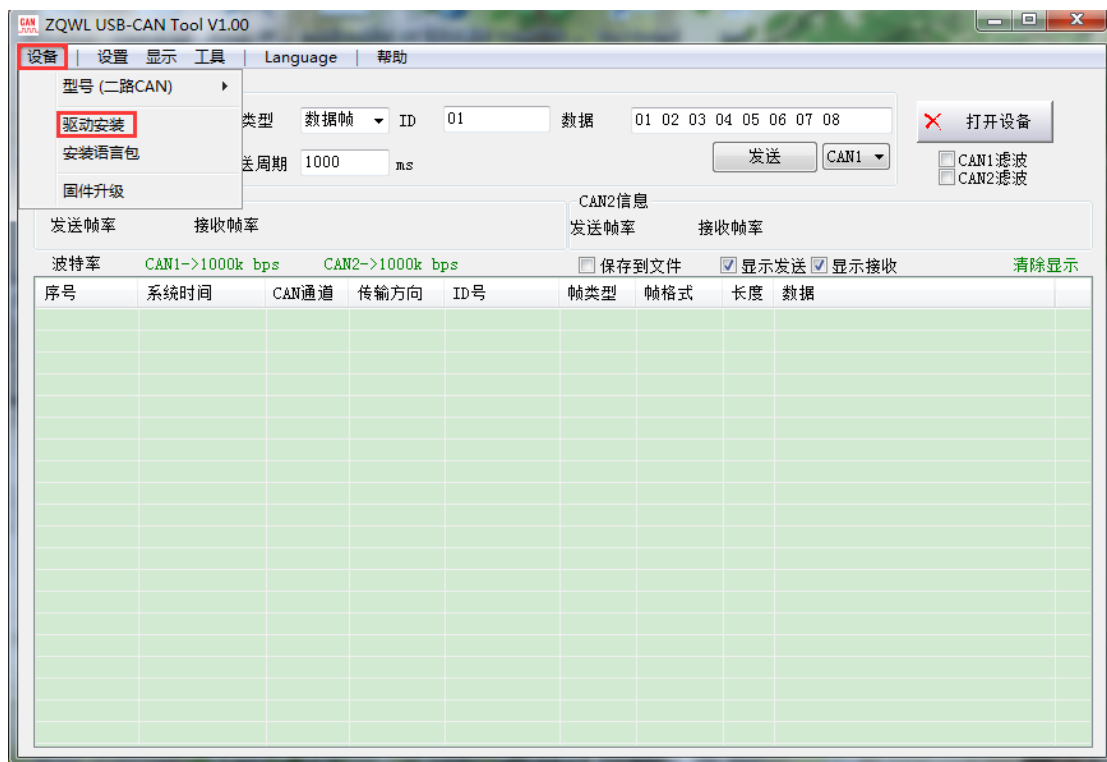 CAN ZQWL USB-CAN Tool V1.00
设备 | 设置 显示 工具 | Language | 帮助
型号 (二路CAN)
驱动安装
安装语言包
固件升级
类型 数据帧 ID 01 数据 01 02 03 04 05 06 07 08 打开设备
送周期 1000 ms 发送 CAN1 CAN1滤波
CAN2滤波
CAN2信息
发送帧率 接收帧率 发送帧率 接收帧率
波特率 CAN1->1000k bps CAN2->1000k bps 保存到文件 显示发送 显示接收 清除显示
序号 系统时间 CAN通道 传输方向 ID号 帧类型 帧格式 长度 数据